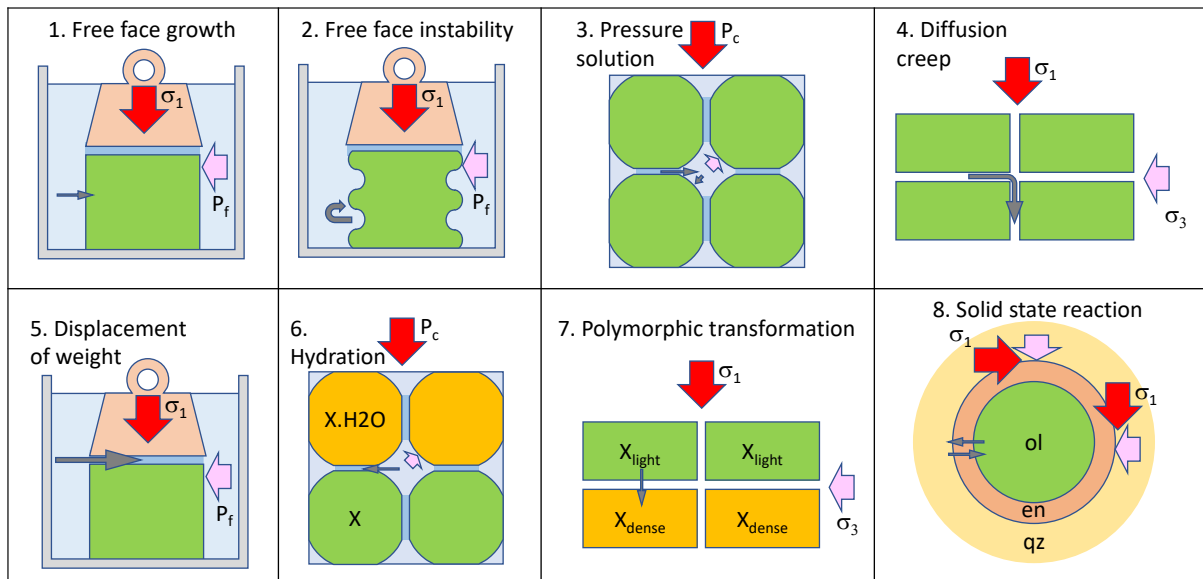 1. Free face growth
σ1
Pf
2. Free face instability
σ1
Pf
3. Pressure
solution
Pc
4. Diffusion
creep
σ1
σ3
5. Displacement
of weight
σ1
Pf
6.
Hydration
Pc
X.H2O
X
7. Polymorphic transformation
σ1
Xlight
Xlight
Xdense
Xdense
σ3
8. Solid state reaction
σ1
σ1
ol
en
qz